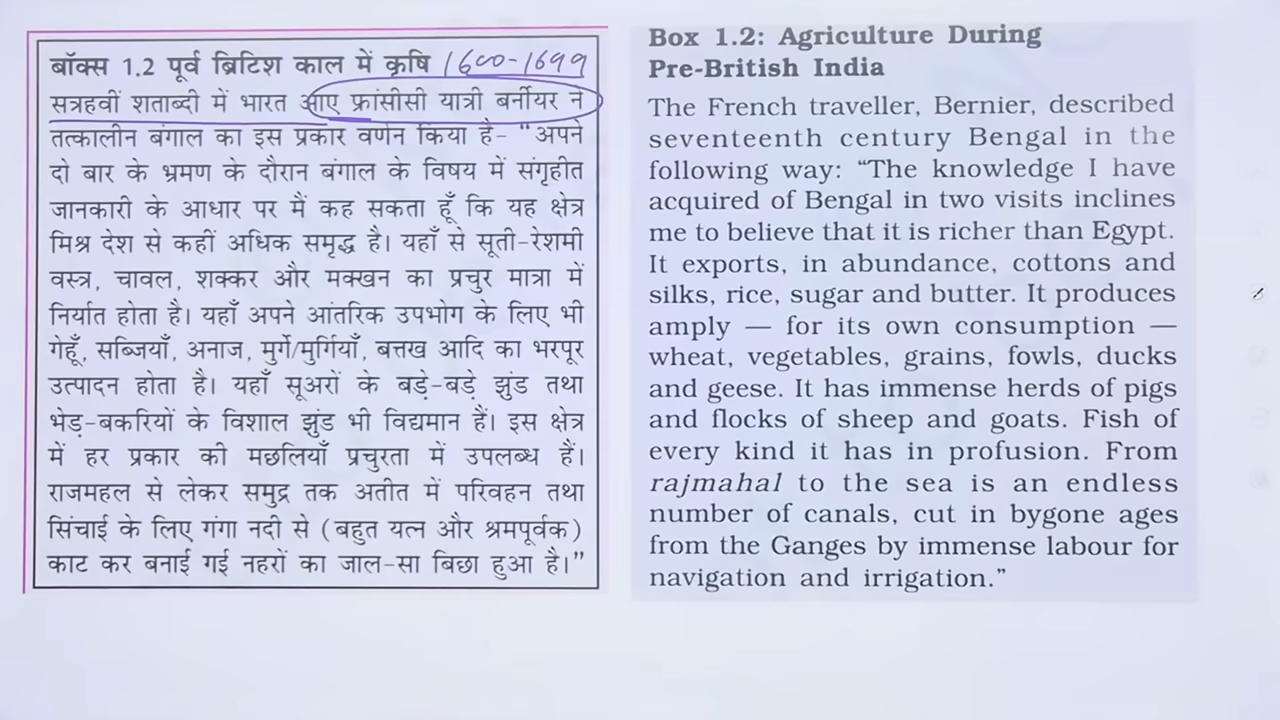 बॉक्स 1.2 पूर्व ब्रिटिश काल में कृषि 1600-1699
सत्रहवीं शताब्दी में भारत आए फ्रांसीसी यात्री बर्नीयर ने
तत्कालीन बंगाल का इस प्रकार वर्णन किया है- "अपने
दो बार के भ्रमण के दौरान बंगाल के विषय में संगृहीत
जानकारी के आधार पर मैं कह सकता हूँ कि यह क्षेत्र
मिश्र देश से कहीं अधिक समृद्ध है। यहाँ से सूती-रेशमी
वस्त्र, चावल, शक्कर और मक्खन का प्रचुर मात्रा में
निर्यात होता है। यहाँ अपने आंतरिक उपभोग के लिए भी
गेहूँ, सब्जियाँ, अनाज, मुर्गे/मुर्गियाँ, बत्तख आदि का भरपूर
उत्पादन होता है। यहाँ सूअरों के बड़े-बड़े झुंड तथा
भेड़-बकरियों के विशाल झुंड भी विद्यमान हैं। इस क्षेत्र
में हर प्रकार की मछलियाँ प्रचुरता में उपलब्ध हैं।
राजमहल से लेकर समुद्र तक अतीत में परिवहन तथा
सिंचाई के लिए गंगा नदी से (बहुत यत्न और श्रमपूर्वक)
काट कर बनाई गई नहरों का जाल-सा बिछा हुआ है।"
Box 1.2: Agriculture During
Pre-British India
The French traveller, Bernier, described
seventeenth century Bengal in the
following way: “The knowledge I have
acquired of Bengal in two visits inclines
me to believe that it is richer than Egypt.
It exports, in abundance, cottons and
silks, rice, sugar and butter. It produces
amply — for its own consumption —
wheat, vegetables, grains, fowls, ducks
and geese. It has immense herds of pigs
and flocks of sheep and goats. Fish of
every kind it has in profusion. From
rajmahal to the sea is an endless
number of canals, cut in bygone ages
from the Ganges by immense labour for
navigation and irrigation.”